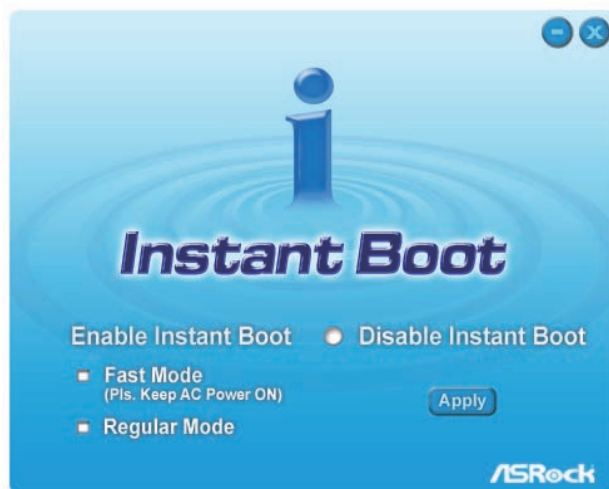 Instant Boot
Enable Instant Boot
Disable Instant Boot
Fast Mode
(Pls. Keep AC Power ON)
Apply
Regular Mode
ASRock